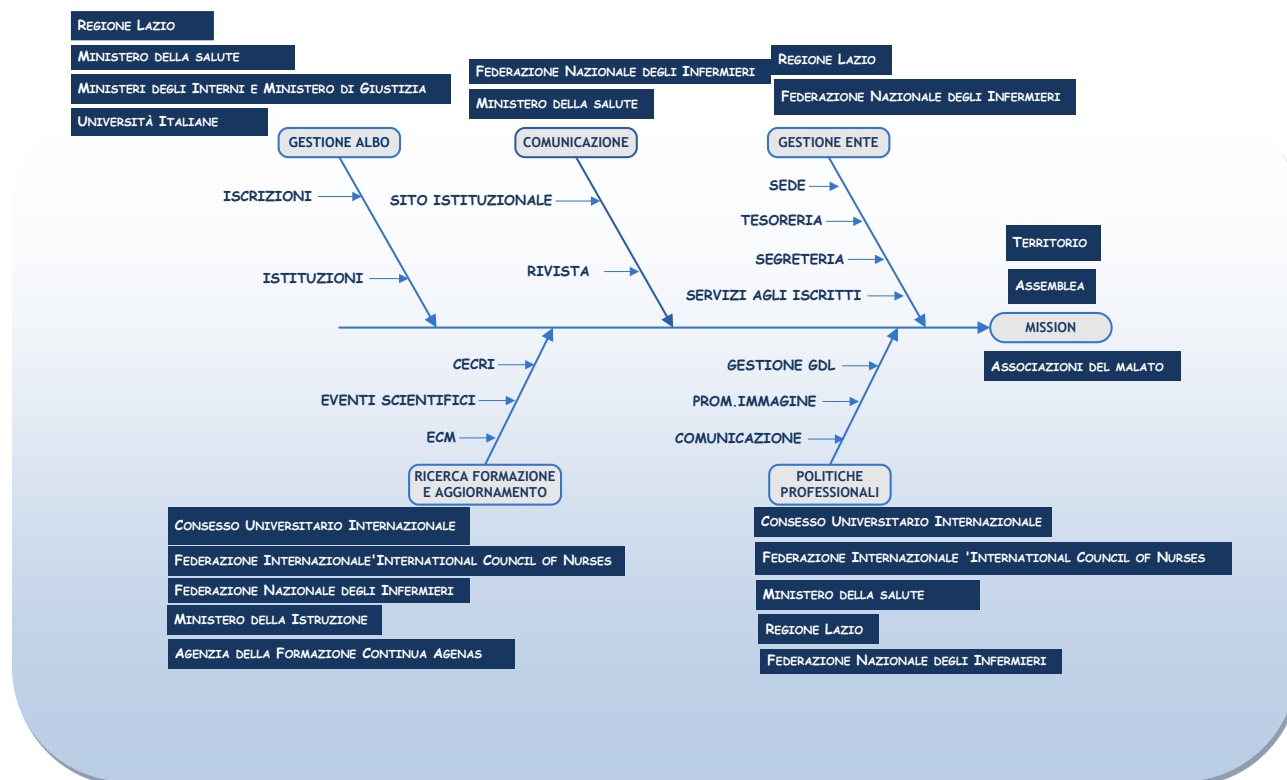 Regione Lazio
Ministero della salute
Ministeri degli Interni e Ministero di Giustizia
Università Italiane
GESTIONE ALBO
ISCRIZIONI
ISTITUZIONI
Federazione Nazionale degli Infermieri
Ministero della salute
COMUNICAZIONE
SITO ISTITUZIONALE
RIVISTA
Regione Lazio
Federazione Nazionale degli Infermieri
GESTIONE ENTE
SEDE
TESORERIA
SEGRETERIA
SERVIZI AGLI ISCRITTI
Territorio
Assemblea
MISSION
Associazioni del malato
CECRI
EVENTI SCIENTIFICI
ECM
RICERCA FORMAZIONE
E AGGIORNAMENTO
Consesso Universitario Internazionale
Federazione Internazionale'International Council of Nurses
Federazione Nazionale degli Infermieri
Ministero della Istruzione
Agenzia della Formazione Continua Agenas
GESTIONE GDL
PROM.IMMAGINE
COMUNICAZIONE
POLITICHE
PROFESSIONALI
Consesso Universitario Internazionale
Federazione Internazionale 'International Council of Nurses
Ministero della salute
Regione Lazio
Federazione Nazionale degli Infermieri